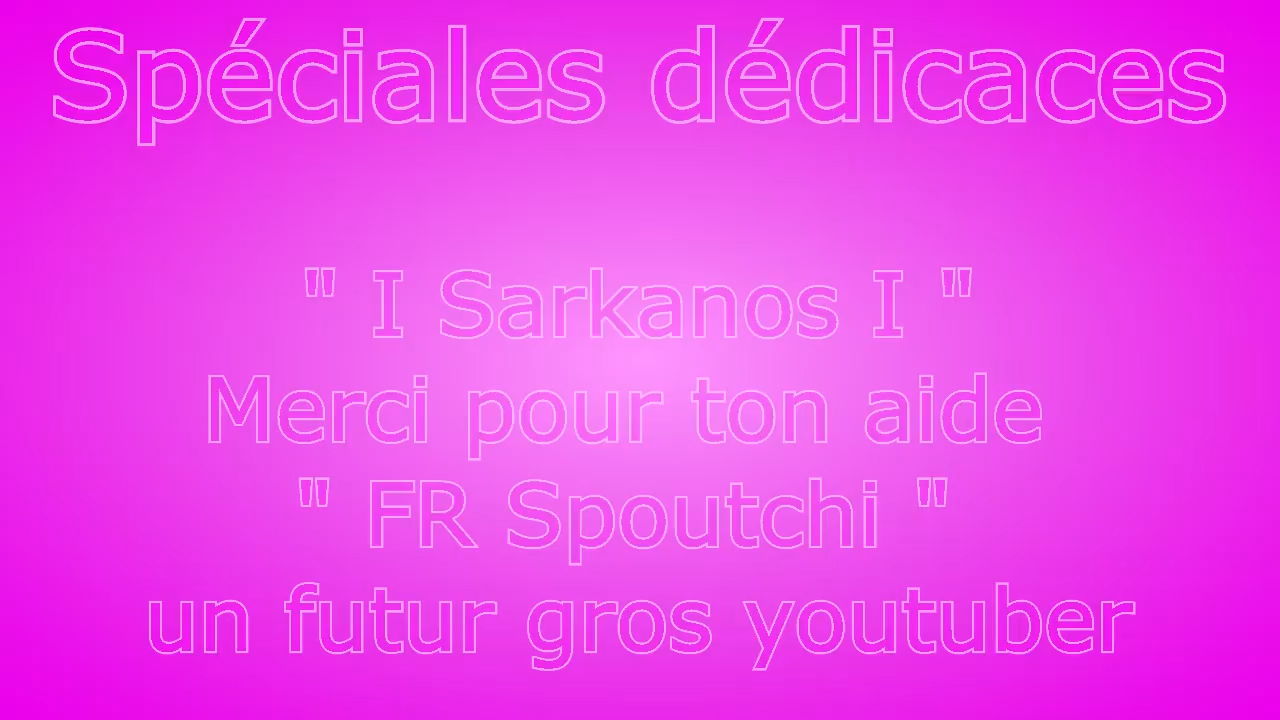 Spéciales dédicaces
" I Sarkanos I "
Merci pour ton aide
" FR Spoutchi "
un futur gros youtuber